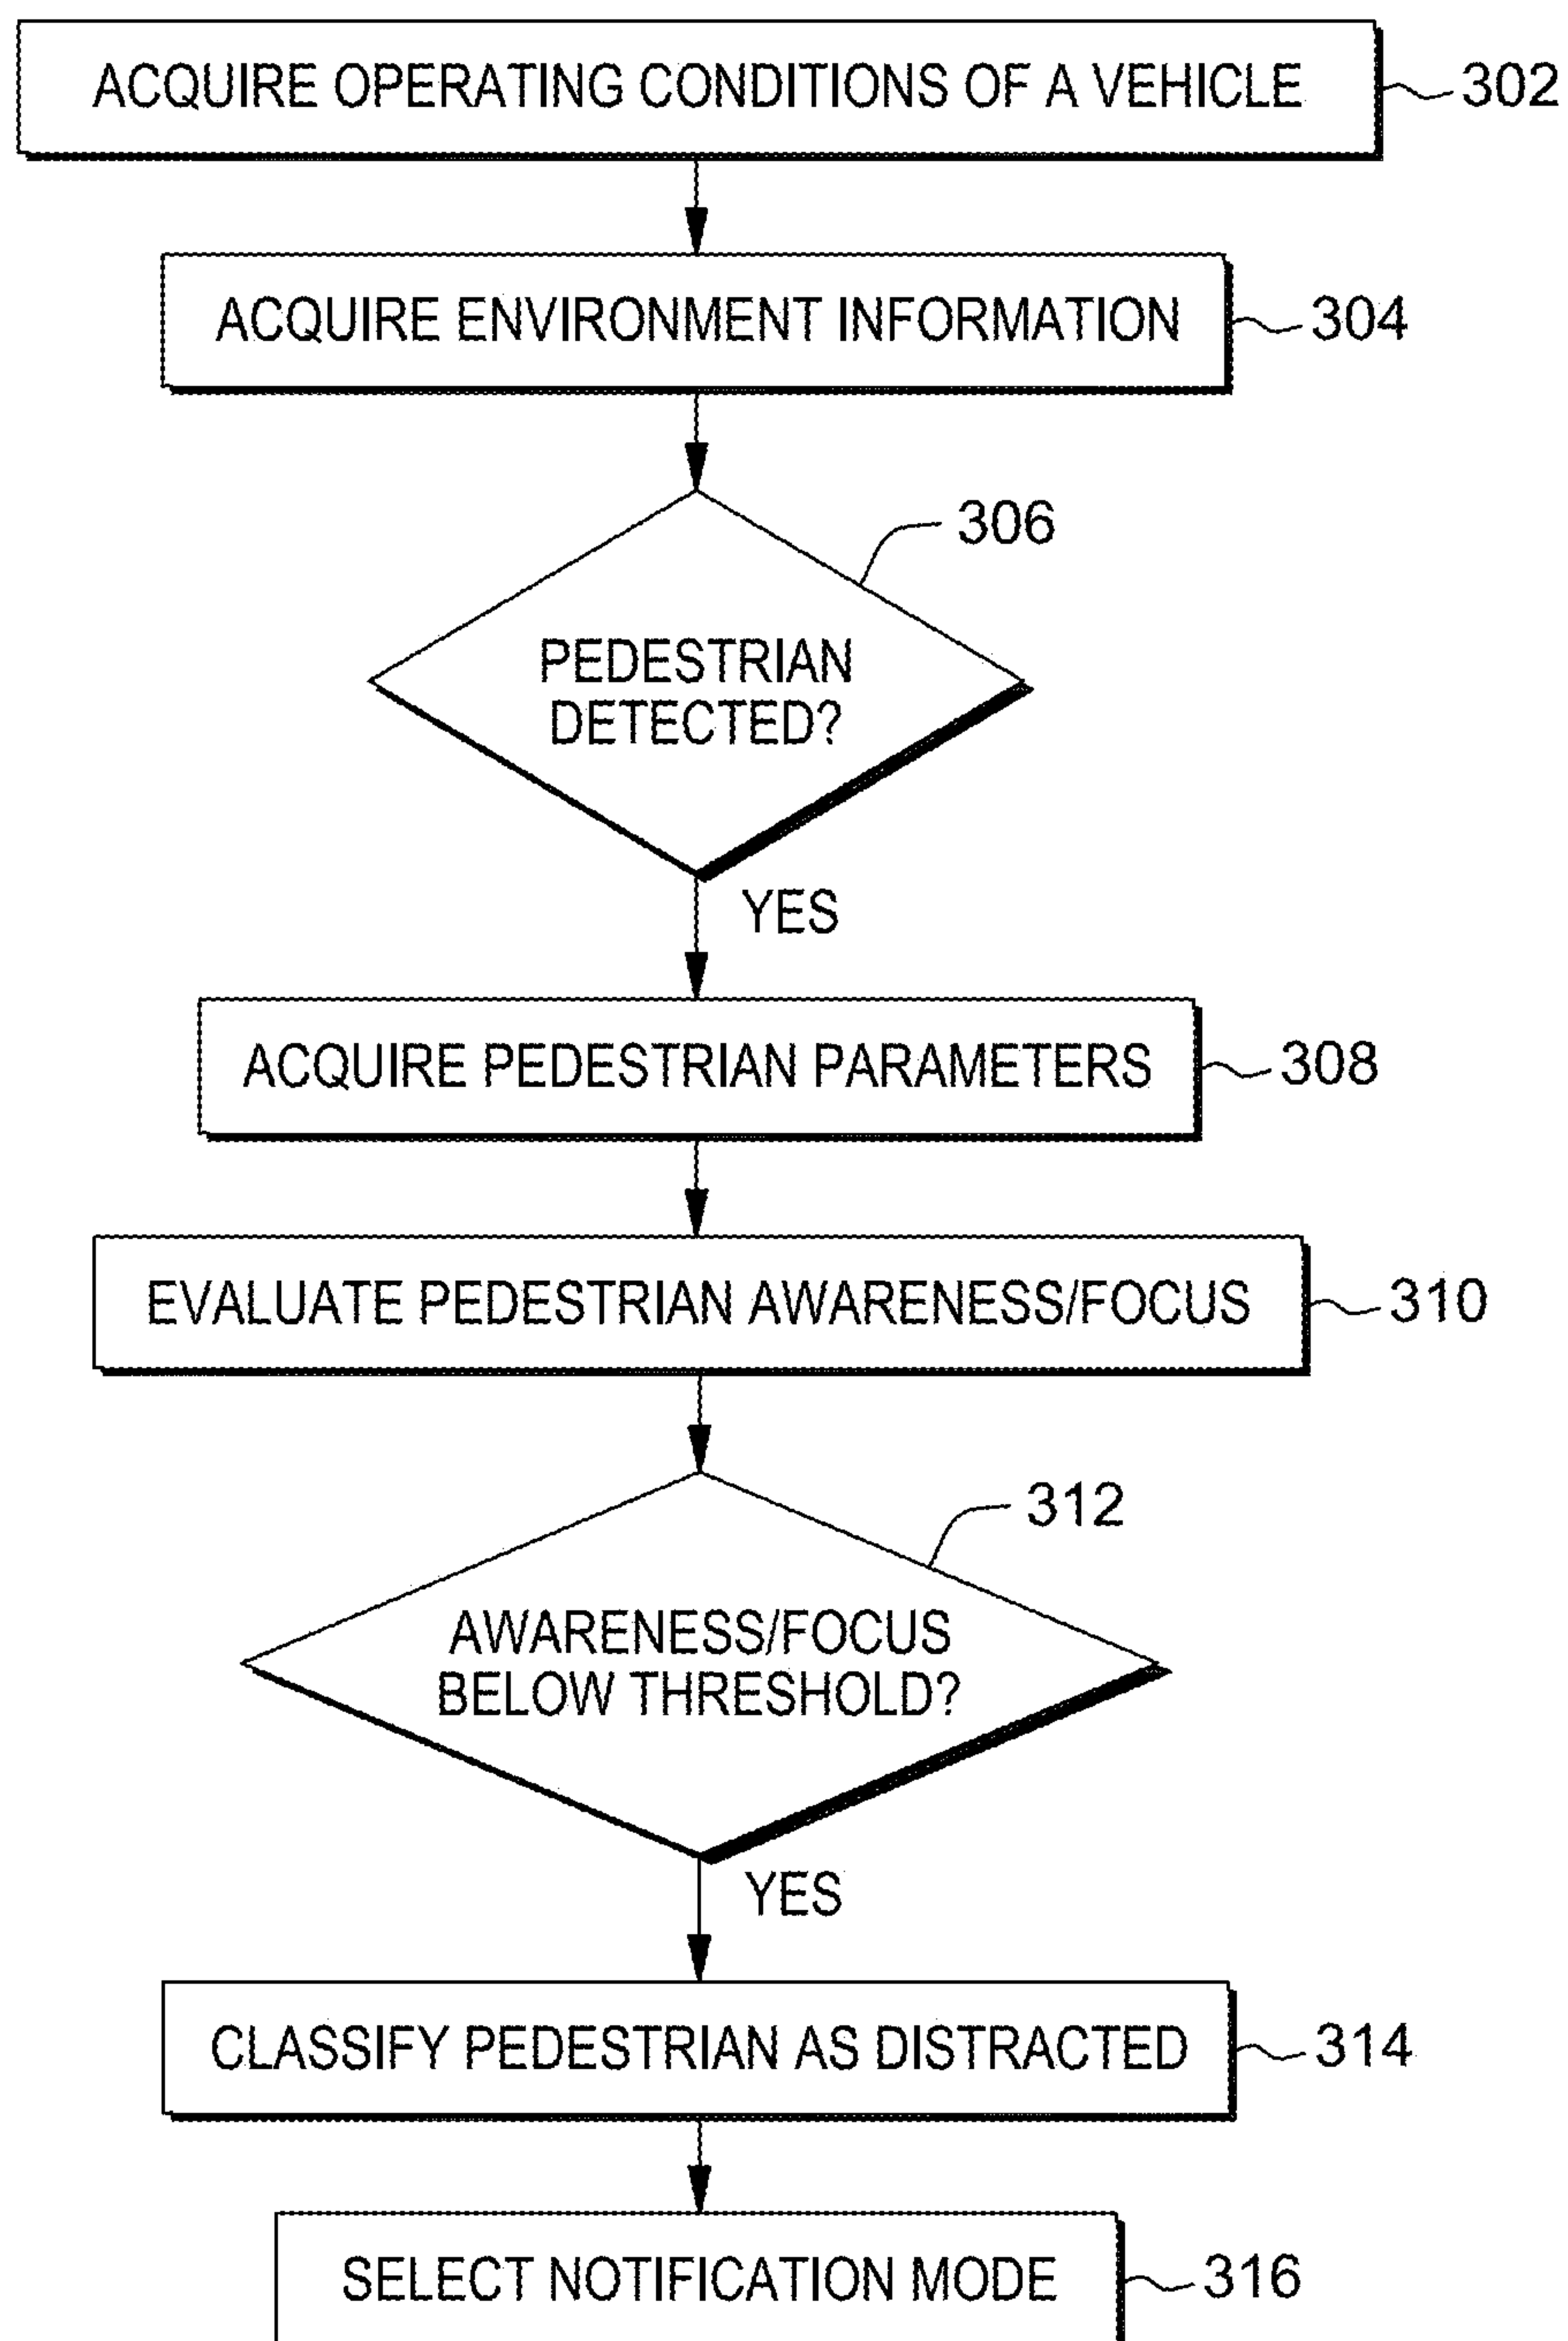 ACQUIRE OPERATING CONDITIONS OF A VEHICLE
302
ACQUIRE ENVIRONMENT INFORMATION
304
306
PEDESTRIAN
DETECTED?
YES
ACQUIRE PEDESTRIAN PARAMETERS
308
EVALUATE PEDESTRIAN AWARENESS/FOCUS
310
312
AWARENESS/FOCUS
BELOW THRESHOLD?
YES
CLASSIFY PEDESTRIAN AS DISTRACTED
314
SELECT NOTIFICATION MODE
316